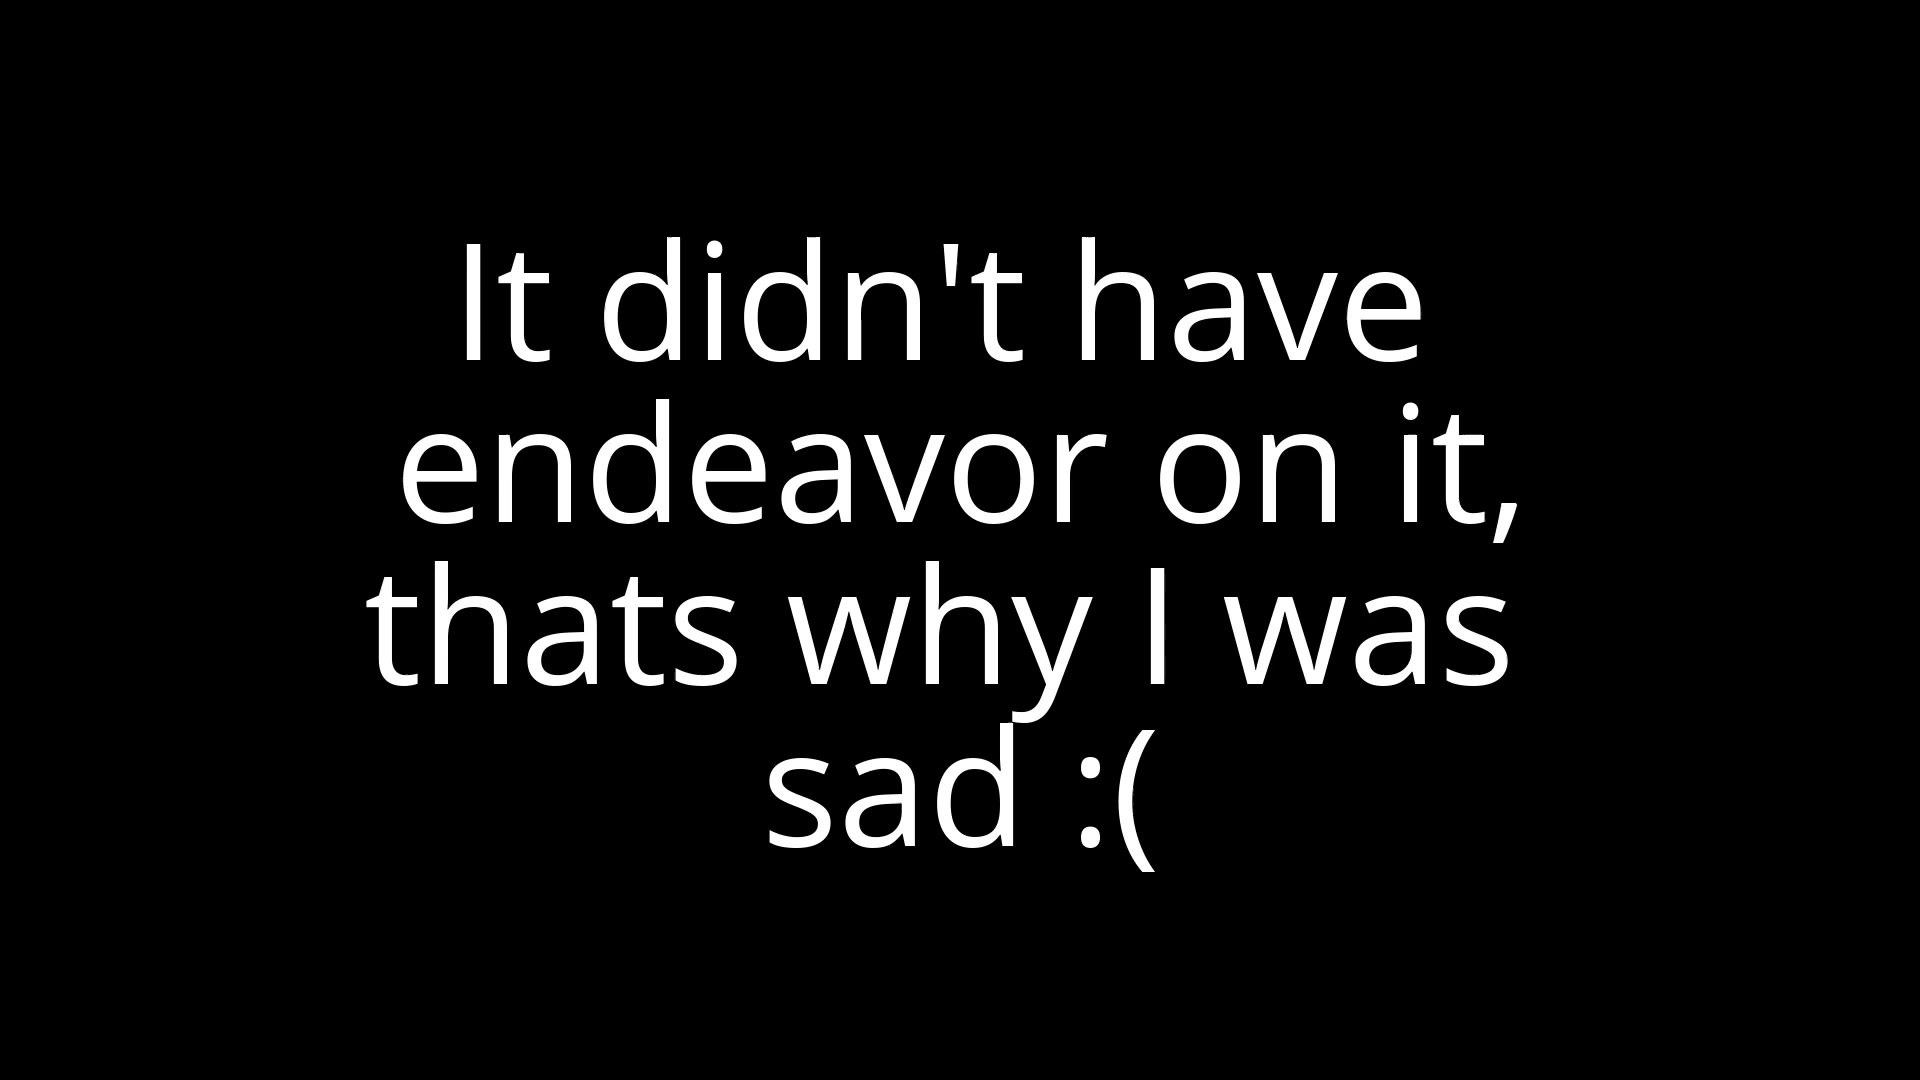 It didn't have
endeavor on it,
thats why I was
sad :(